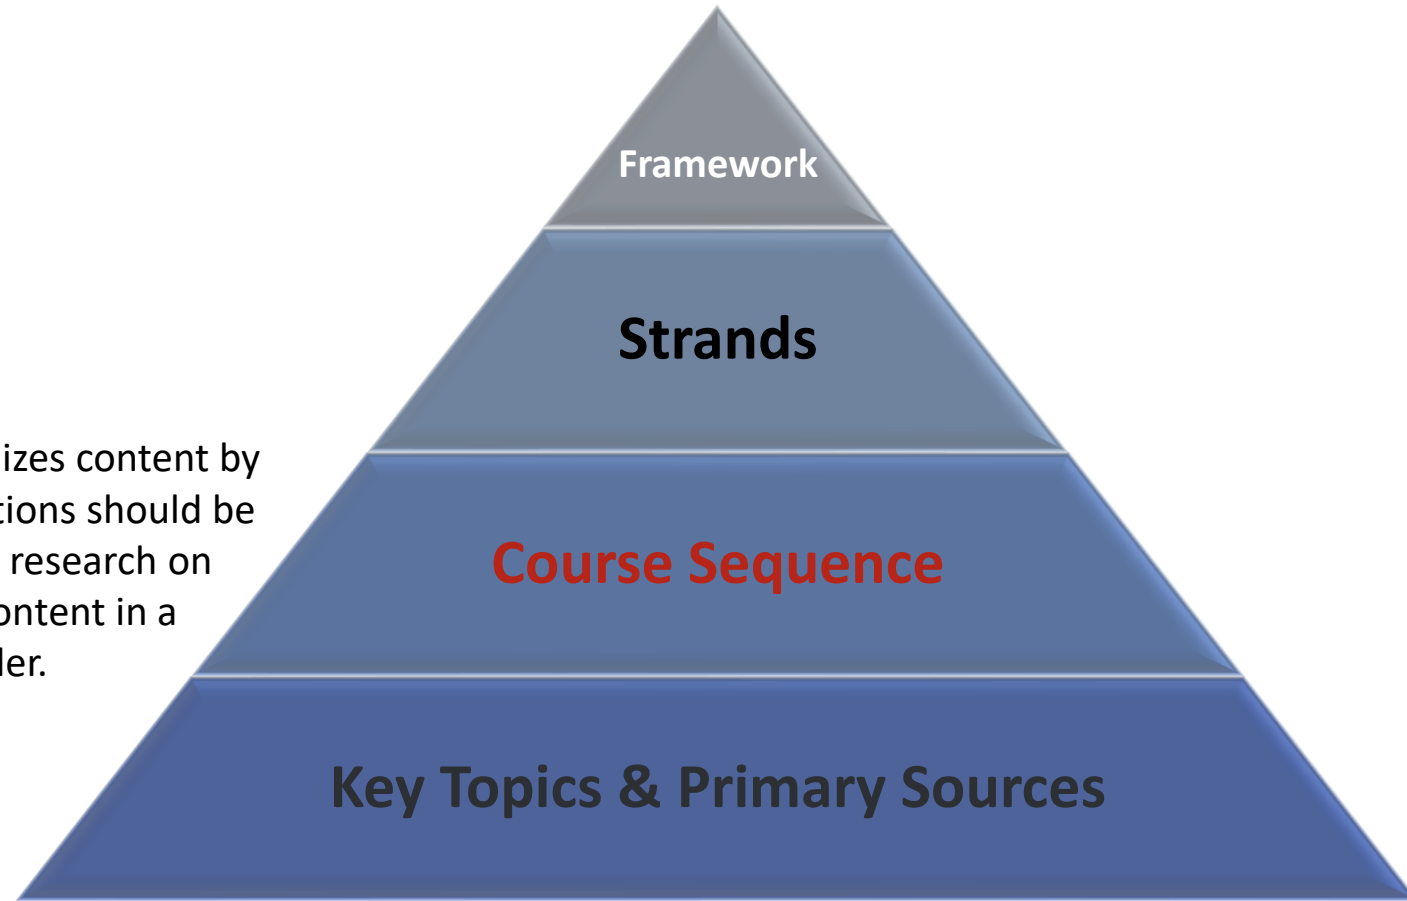 Framework
Strands
izes content by
tions should be
research on
Course Sequence
ontent in a
ler.
Key Topics & Primary Sources